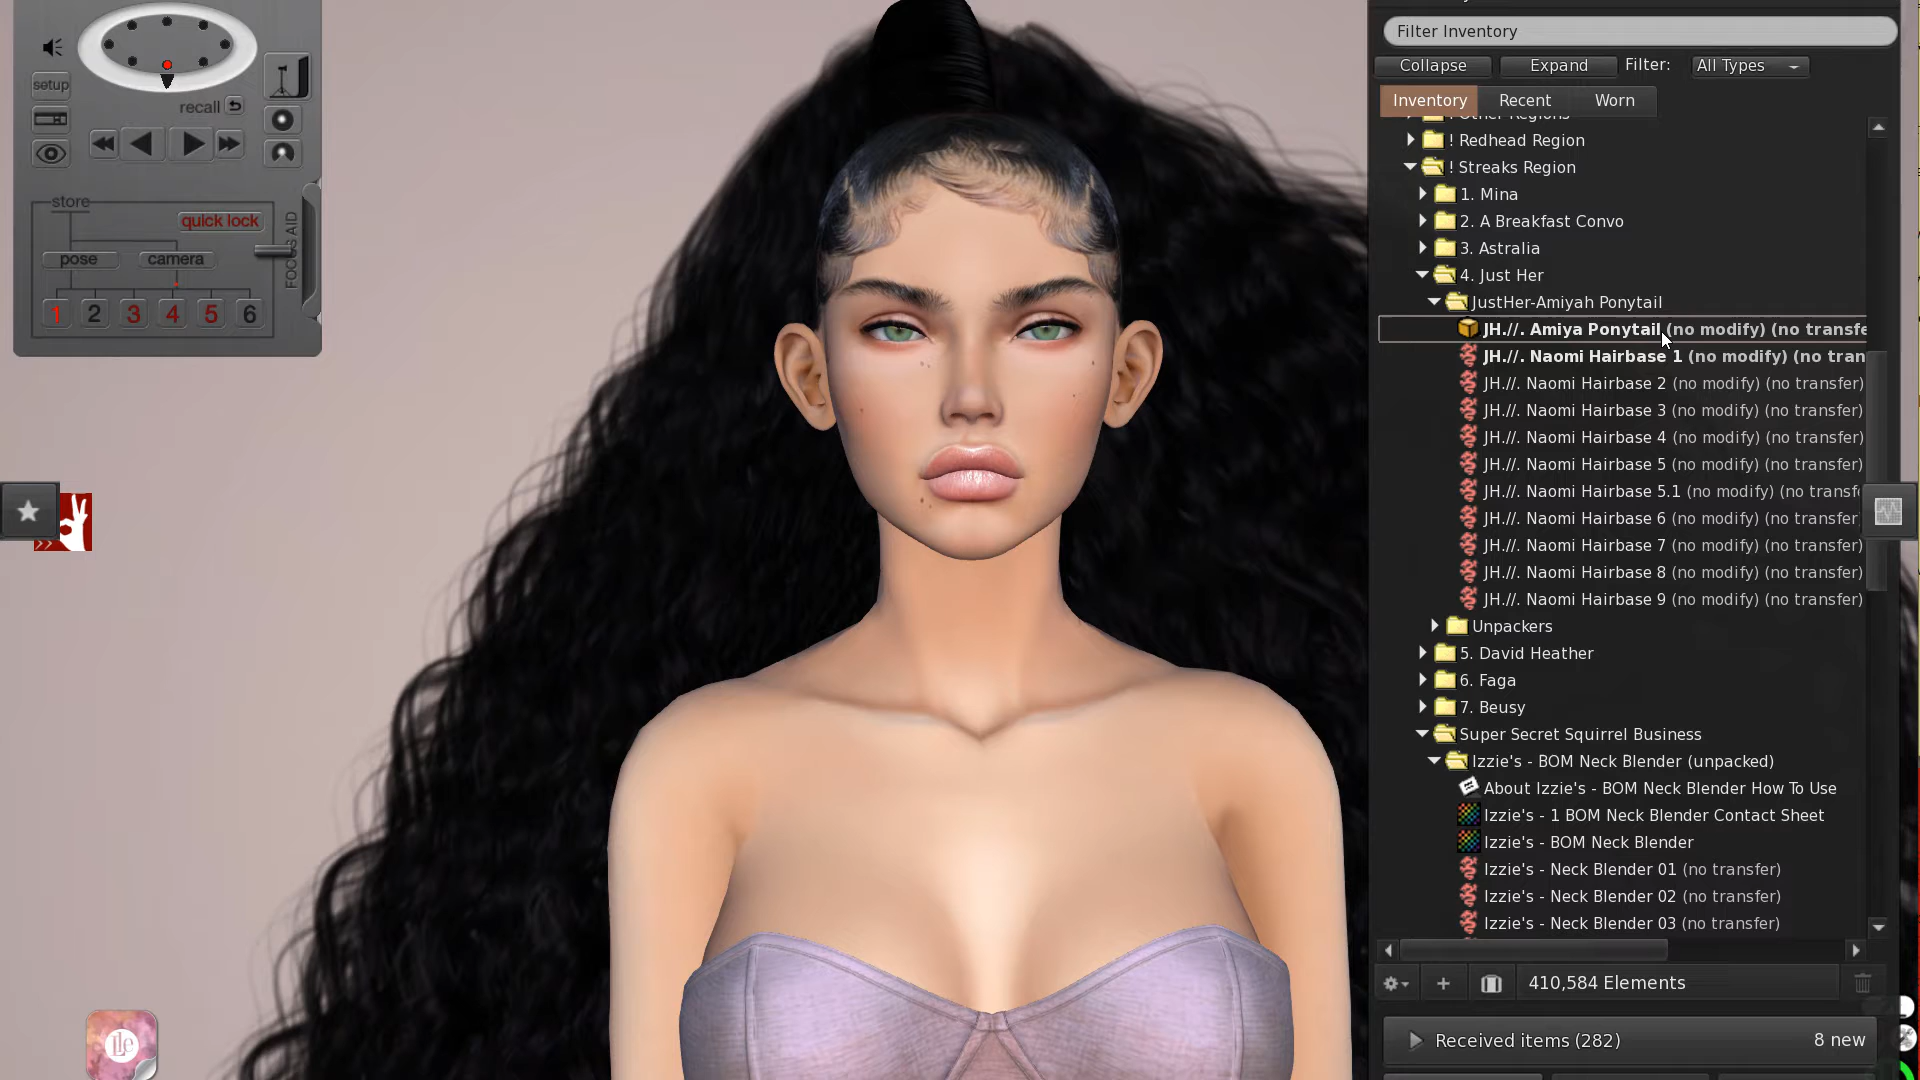 setup
recall
store
quick lock
pose
camera
FOCUS AID
1 2 3 4 5 6
Filter Inventory
Collapse Expand Filter: All Types
Inventory Recent Worn
! Other Regions
! Redhead Region
! Streaks Region
1. Mina
2. A Breakfast Convo
3. Astralia
4. Just Her
JustHer-Amiyah Ponytail
JH.//. Amiya Ponytail (no modify) (no transfe
JH.//. Naomi Hairbase 1 (no modify) (no tran
JH.//. Naomi Hairbase 2 (no modify) (no transfer)
JH.//. Naomi Hairbase 3 (no modify) (no transfer)
JH.//. Naomi Hairbase 4 (no modify) (no transfer)
JH.//. Naomi Hairbase 5 (no modify) (no transfer)
JH.//. Naomi Hairbase 5.1 (no modify) (no transf
JH.//. Naomi Hairbase 6 (no modify) (no transfer
JH.//. Naomi Hairbase 7 (no modify) (no transfer)
JH.//. Naomi Hairbase 8 (no modify) (no transfer)
JH.//. Naomi Hairbase 9 (no modify) (no transfer)
Unpackers
5. David Heather
6. Faga
7. Beusy
Super Secret Squirrel Business
Izzie's - BOM Neck Blender (unpacked)
About Izzie's - BOM Neck Blender How To Use
Izzie's - 1 BOM Neck Blender Contact Sheet
Izzie's - BOM Neck Blender
Izzie's - Neck Blender 01 (no transfer)
Izzie's - Neck Blender 02 (no transfer)
Izzie's - Neck Blender 03 (no transfer)
410,584 Elements
Received items (282) 8 new